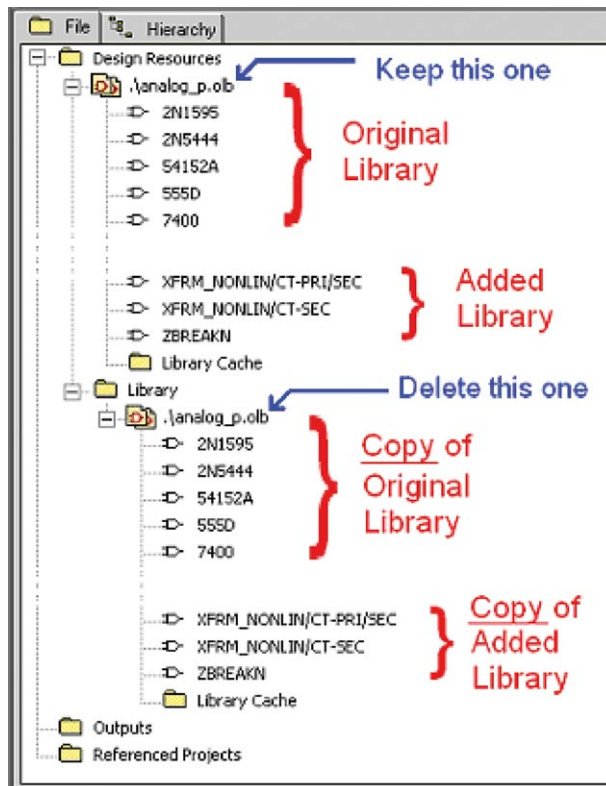 File Hierarchy
Design Resources
.\analog_p.olb
Keep this one
2N1595
2N5444
54152A
555D
7400
Original
Library
XFRM_NONLIN/CT-PRI/SEC
XFRM_NONLIN/CT-SEC
ZBREAKN
Added
Library
Library Cache
Library
Delete this one
.\analog_p.olb
2N1595
2N5444
54152A
555D
7400
Copy of
Original
Library
XFRM_NONLIN/CT-PRI/SEC
XFRM_NONLIN/CT-SEC
ZBREAKN
Copy of
Added
Library
Library Cache
Outputs
Referenced Projects